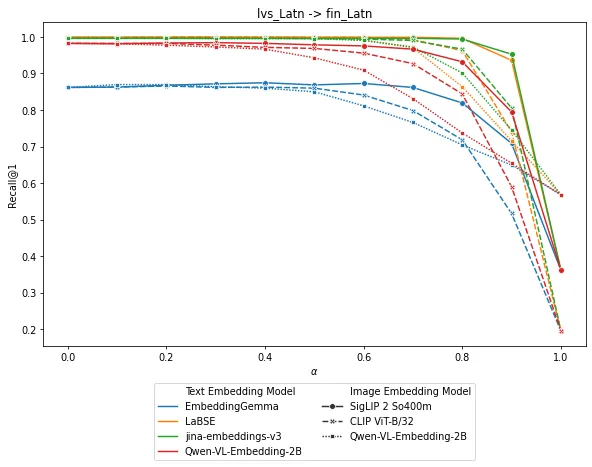 lvs_Latn -> fin_Latn
Recall@1
1.0
0.9
0.8
0.7
0.6
0.5
0.4
0.3
0.2
0.0 0.2 0.4 0.6 0.8 1.0
α
Text Embedding Model Image Embedding Model
EmbeddingGemma SigLIP 2 So400m
LaBSE CLIP ViT-B/32
jina-embeddings-v3 Qwen-VL-Embedding-2B
Qwen-VL-Embedding-2B